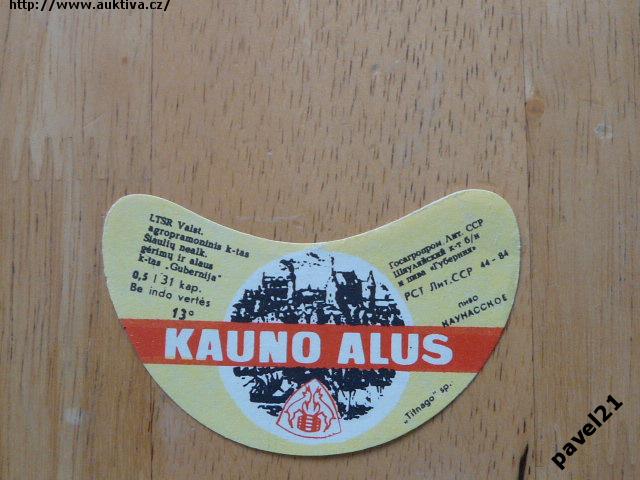 http://www.auktiva.cz/
LTSR Valst.
agropramoninis k-tas
Šiaulių nealk.
gėrimų ir alaus
k-tas „Gubernija"
0,5 l 31 kap.
Be indo vertės
13°
Госагропром Лит. ССР
Шяуляйский к-т б/н
и пива «Губерния»
РСТ Лит.ССР 44-84
пиво
КАУНАССКОЕ
KAUNO ALUS
„Titnago" sp.
pavel21